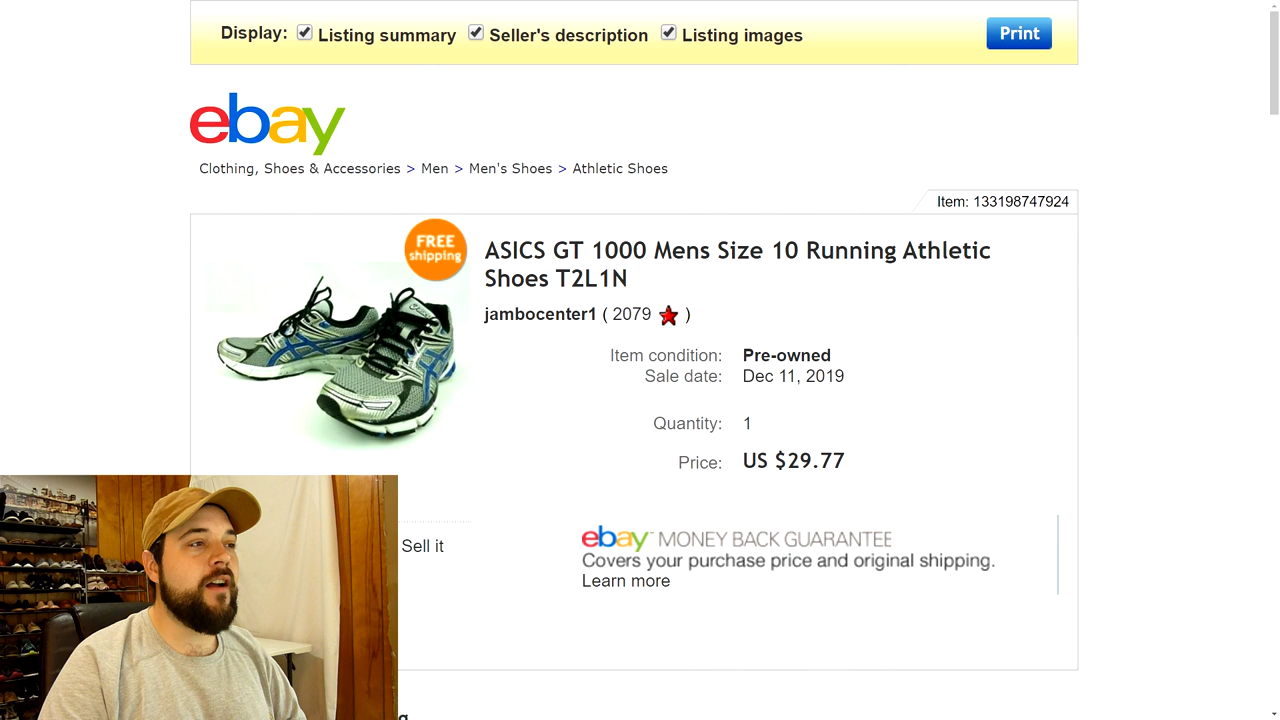 Display: Listing summary Seller's description Listing images Print
ebay
Clothing, Shoes & Accessories > Men > Men's Shoes > Athletic Shoes
Item: 133198747924
FREE
shipping
ASICS GT 1000 Mens Size 10 Running Athletic
Shoes T2L1N
jambocenter1 ( 2079 )
Item condition: Pre-owned
Sale date: Dec 11, 2019
Quantity: 1
Price: US $29.77
Sell it
ebay™ MONEY BACK GUARANTEE
Covers your purchase price and original shipping.
Learn more